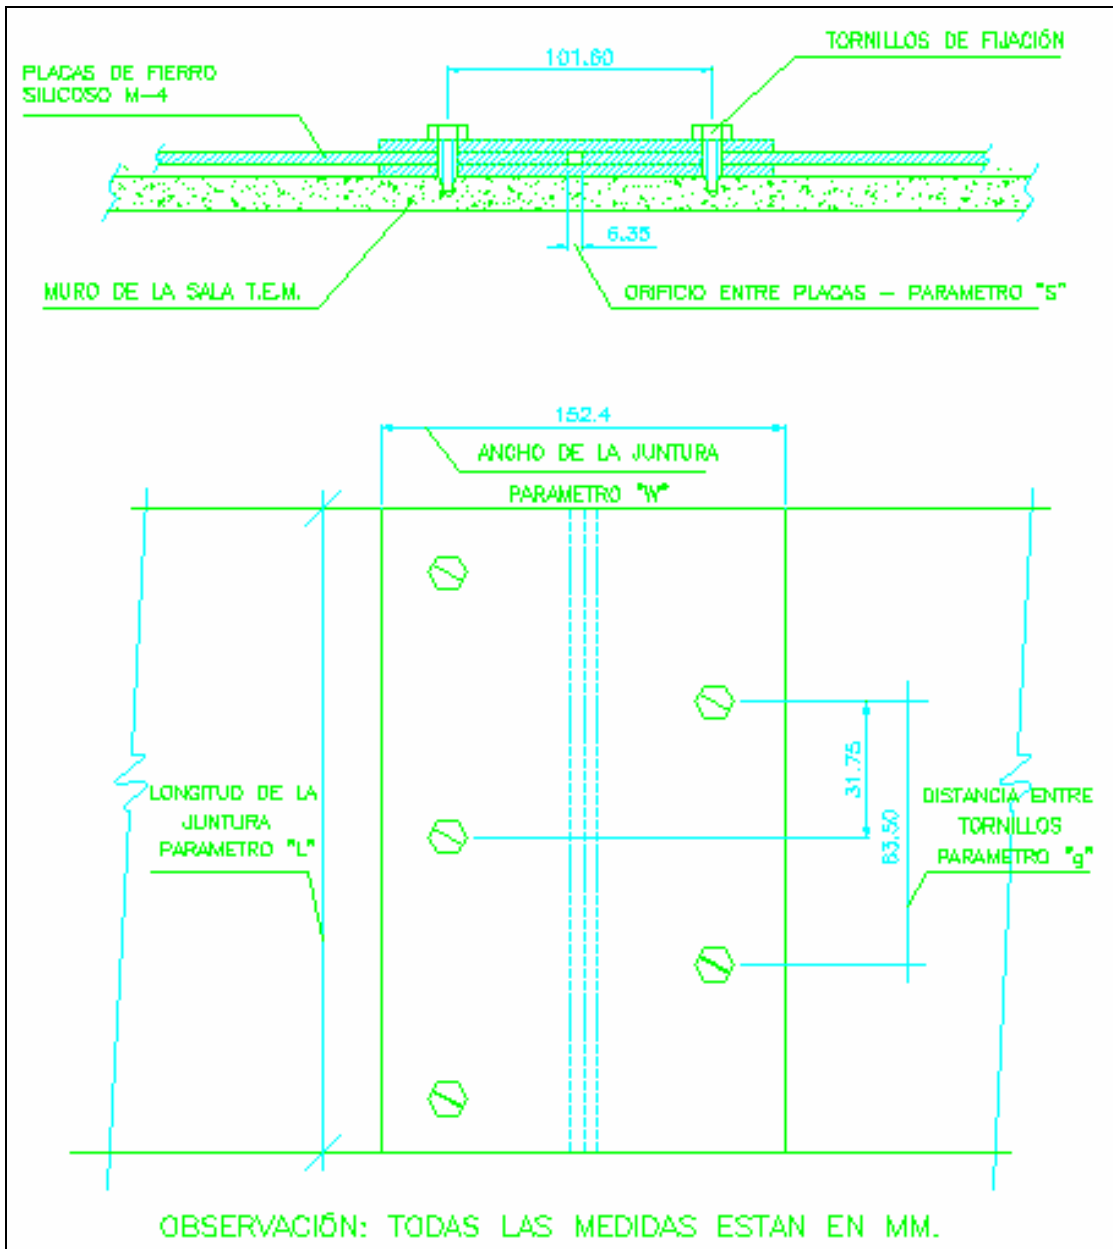 TORNILLOS DE FIJACIÓN
101.60
PLACAS DE FIERRO
SILICOSO M-4
6.35
MURO DE LA SALA T.E.M.
ORIFICIO ENTRE PLACAS - PARAMETRO "S"
152.4
ANCHO DE LA JUNTURA
PARAMETRO "W"
31.75
63.50
LONGITUD DE LA
JUNTURA
PARAMETRO "L"
DISTANCIA ENTRE
TORNILLOS
PARAMETRO "g"
OBSERVACIÓN: TODAS LAS MEDIDAS ESTAN EN MM.